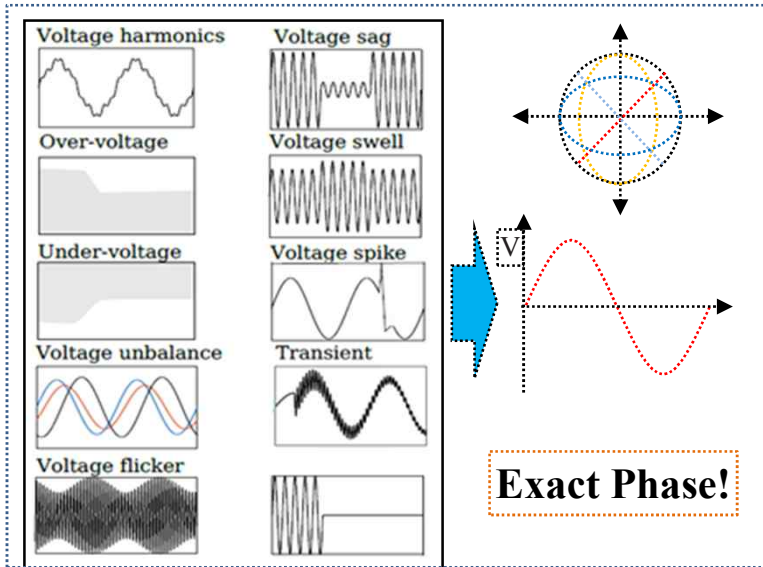 Voltage harmonics
Voltage sag
Over-voltage
Voltage swell
Under-voltage
Voltage spike
Voltage unbalance
Transient
Voltage flicker
V
Exact Phase!